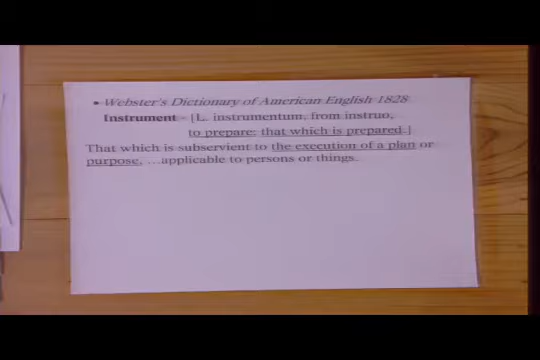 • Webster's Dictionary of American English 1828
Instrument – [L. instrumentum, from instruo,
to prepare; that which is prepared.]
That which is subservient to the execution of a plan or
purpose, …applicable to persons or things.